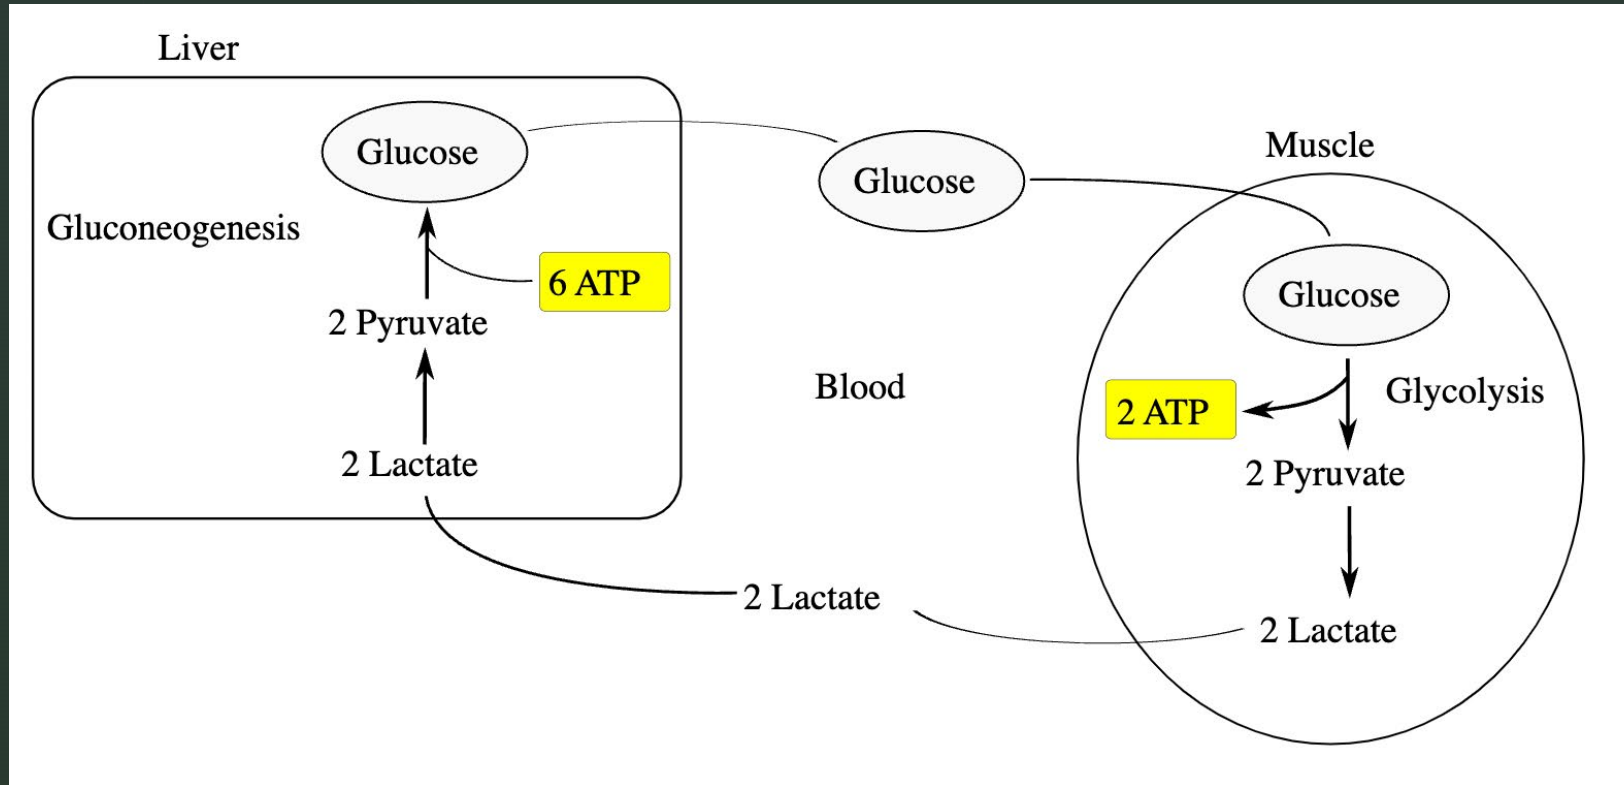 Liver
Glucose
Gluconeogenesis
6 ATP
2 Pyruvate
2 Lactate
Glucose
Blood
2 Lactate
Muscle
Glucose
Glycolysis
2 ATP
2 Pyruvate
2 Lactate